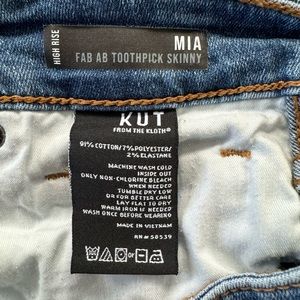 HIGH RISE
MIA
FAB AB TOOTHPICK SKINNY
KUT
FROM THE KLOTH®
91% COTTON/7% POLYESTER/
2% ELASTANE
MACHINE WASH COLD
INSIDE OUT
ONLY NON-CHLORINE BLEACH
WHEN NEEDED
TUMBLE DRY LOW
OR FOR BETTER CARE
LAY FLAT TO DRY
WARM IRON IF NEEDED
WASH ONCE BEFORE WEARING
MADE IN VIETNAM
RN# 58539
OR